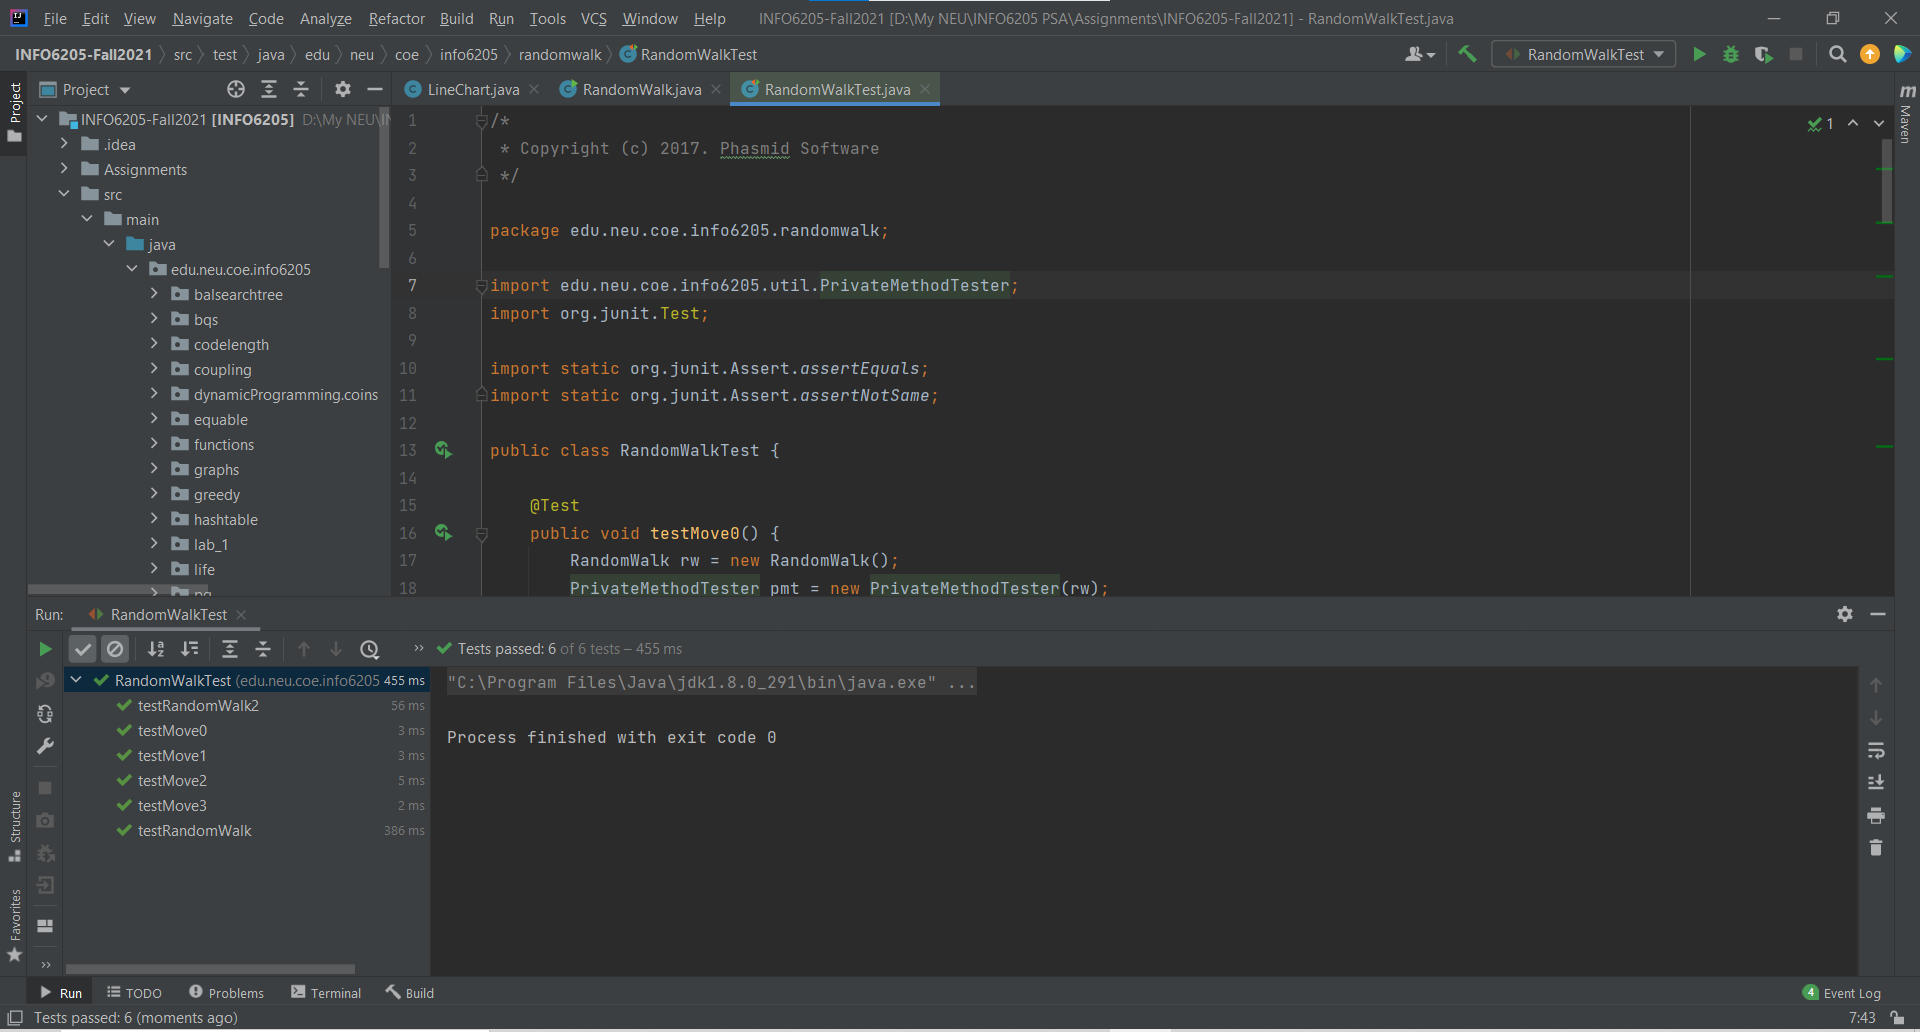 File Edit View Navigate Code Analyze Refactor Build Run Tools VCS Window Help INFO6205-Fall2021 [D:\My NEU\INFO6205 PSA\Assignments\INFO6205-Fall2021] - RandomWalkTest.java
INFO6205-Fall2021 src test java edu neu coe info6205 randomwalk RandomWalkTest
RandomWalkTest
Project
Project
LineChart.java RandomWalk.java RandomWalkTest.java
Maven
INFO6205-Fall2021 [INFO6205] D:\My NEU\IN
.idea
Assignments
src
main
java
edu.neu.coe.info6205
balsearchtree
bqs
codelength
coupling
dynamicProgramming.coins
equable
functions
graphs
greedy
hashtable
lab_1
life
pq
1 /*
2 * Copyright (c) 2017. Phasmid Software
3 */
4
5 package edu.neu.coe.info6205.randomwalk;
6
7 import edu.neu.coe.info6205.util.PrivateMethodTester;
8 import org.junit.Test;
9
10 import static org.junit.Assert.assertEquals;
11 import static org.junit.Assert.assertNotSame;
12
13 public class RandomWalkTest {
14
15 @Test
16 public void testMove0() {
17 RandomWalk rw = new RandomWalk();
18 PrivateMethodTester pmt = new PrivateMethodTester(rw);
1
Run: RandomWalkTest
Tests passed: 6 of 6 tests – 455 ms
RandomWalkTest (edu.neu.coe.info6205 455 ms
testRandomWalk2 56 ms
testMove0 3 ms
testMove1 3 ms
testMove2 5 ms
testMove3 2 ms
testRandomWalk 386 ms
"C:\Program Files\Java\jdk1.8.0_291\bin\java.exe" ...
Process finished with exit code 0
Structure
Favorites
Run TODO Problems Terminal Build 4 Event Log
Tests passed: 6 (moments ago) 7:43